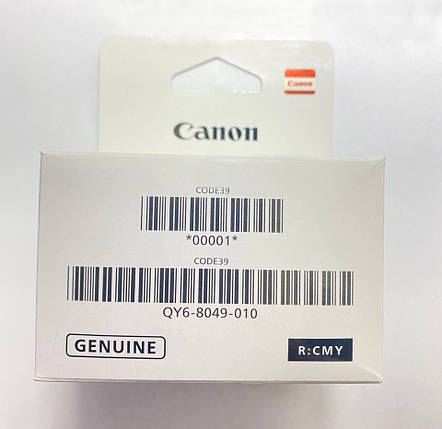 Canon
Canon
CODE39
*00001*
CODE39
QY6-8049-010
GENUINE
R:CMY